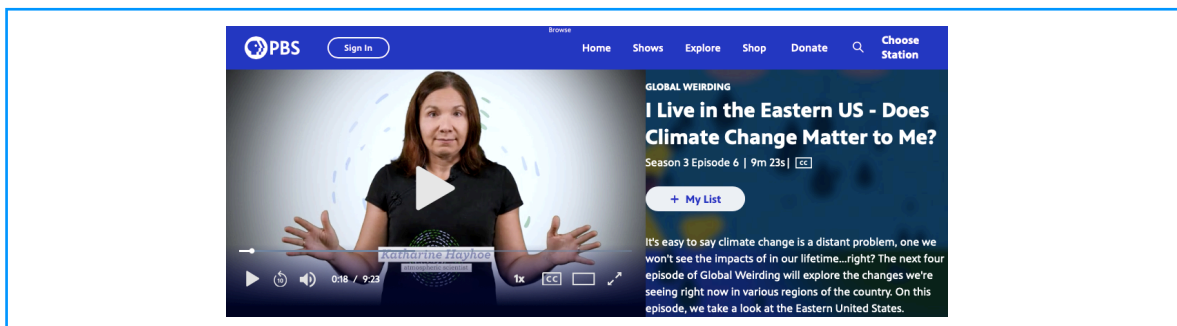 Browse
PBS
Sign In
Home Shows Explore Shop Donate
Choose
Station
GLOBAL WEIRDING
I Live in the Eastern US - Does
Climate Change Matter to Me?
Season 3 Episode 6 | 9m 23s| CC
+ My List
It's easy to say climate change is a distant problem, one we
won't see the impacts of in our lifetime...right? The next four
episode of Global Weirding will explore the changes we're
seeing right now in various regions of the country. On this
episode, we take a look at the Eastern United States.
Katharine Hayhoe
atmospheric scientist
10 0:18 / 9:23 1x CC